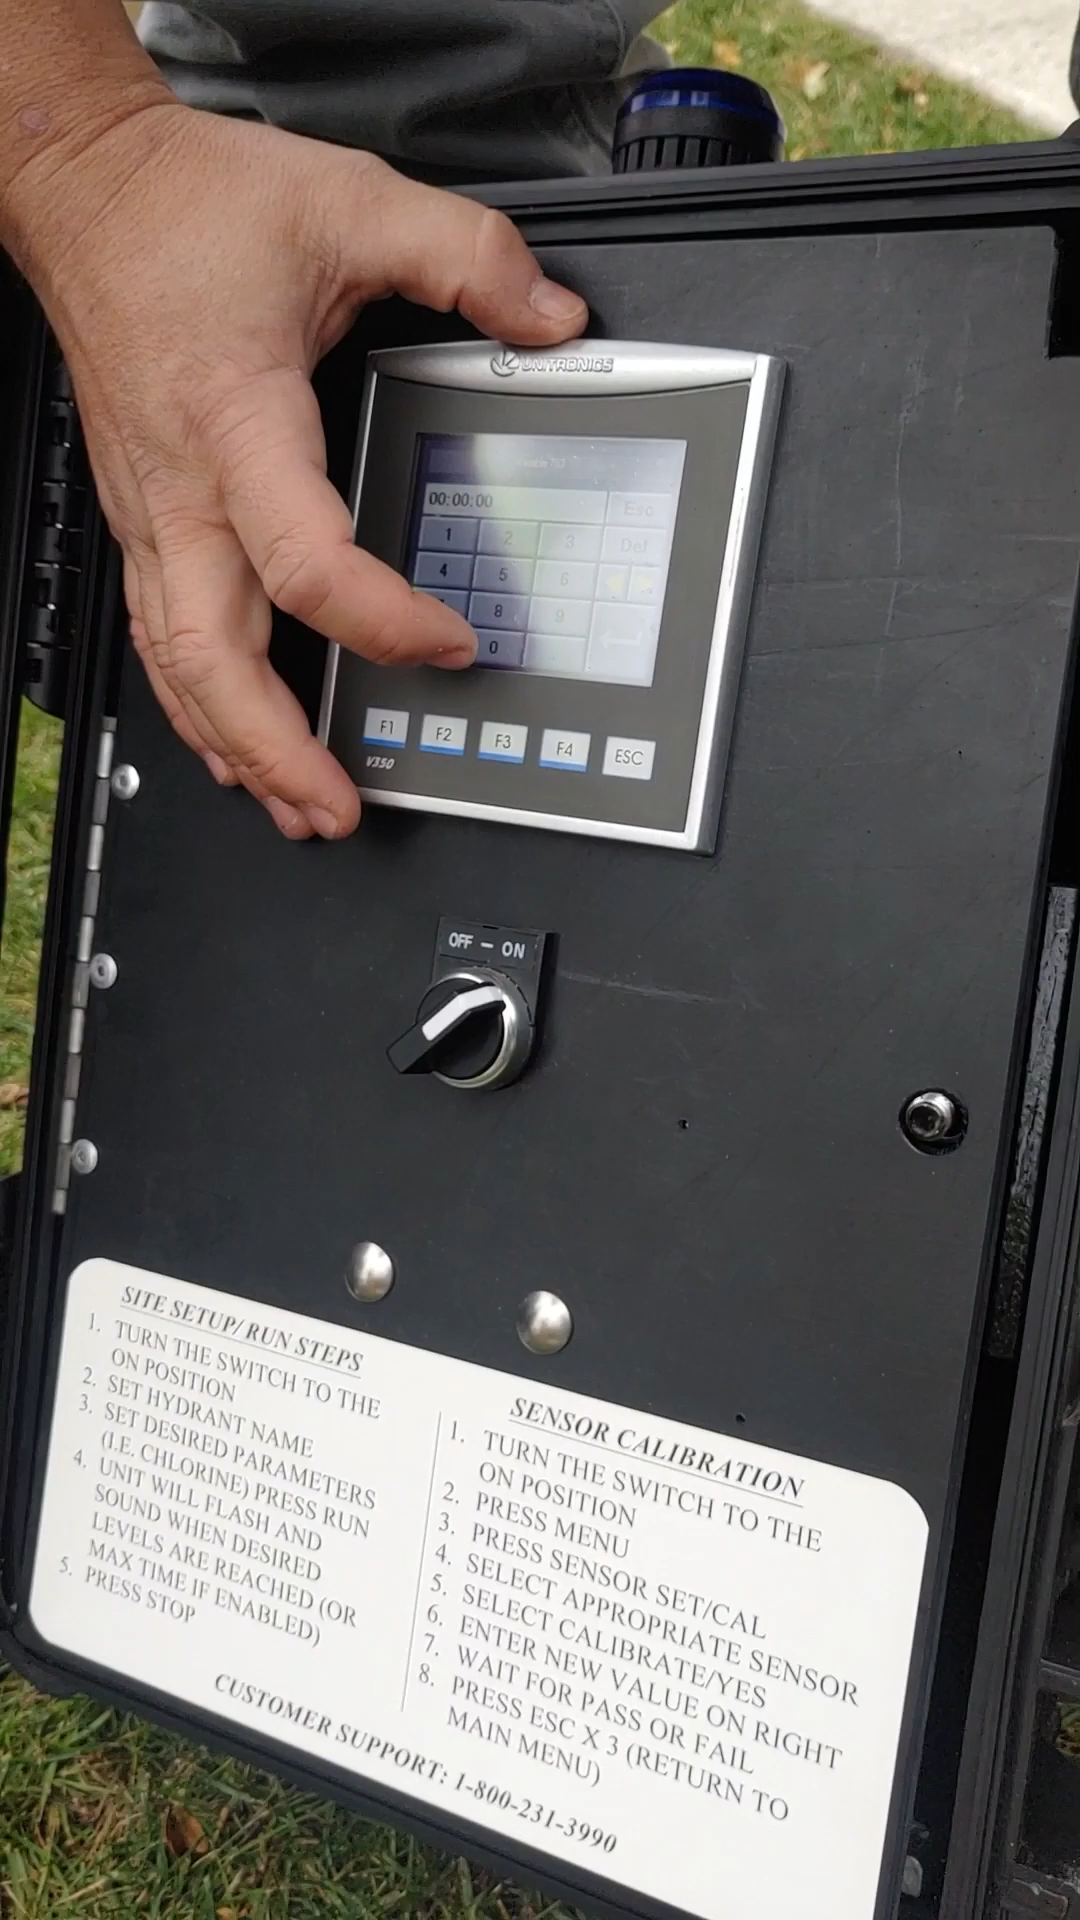 UNITRONICS
00:00:00
Esc
1 2 3 Del
4 5 6
8 9
0
F1 F2 F3 F4 ESC
V350
OFF — ON
SITE SETUP/ RUN STEPS
1. TURN THE SWITCH TO THE
ON POSITION
2. SET HYDRANT NAME
3. SET DESIRED PARAMETERS
(I.E. CHLORINE) PRESS RUN
4. UNIT WILL FLASH AND
SOUND WHEN DESIRED
LEVELS ARE REACHED (OR
MAX TIME IF ENABLED)
5. PRESS STOP
SENSOR CALIBRATION
1. TURN THE SWITCH TO THE
ON POSITION
2. PRESS MENU
3. PRESS SENSOR SET/CAL
4. SELECT APPROPRIATE SENSOR
5. SELECT CALIBRATE/YES
6. ENTER NEW VALUE ON RIGHT
7. WAIT FOR PASS OR FAIL
8. PRESS ESC X 3 (RETURN TO
MAIN MENU)
CUSTOMER SUPPORT: 1-800-231-3990